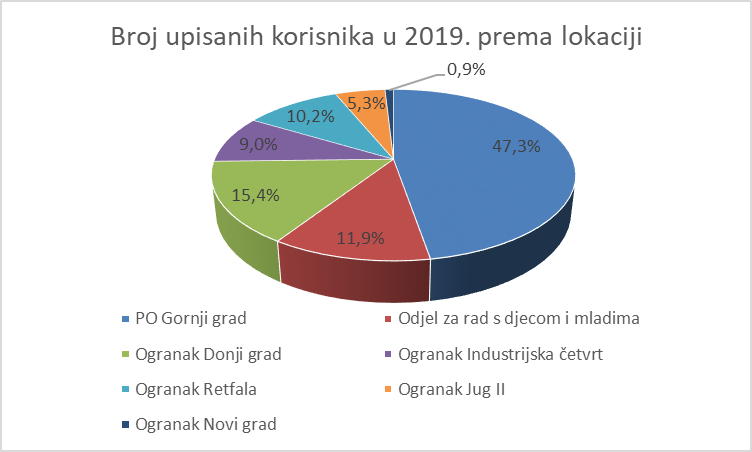 Broj upisanih korisnika u 2019. prema lokaciji
0,9%
5,3%
10,2%
9,0%
47,3%
15,4%
11,9%
PO Gornji grad
Odjel za rad s djecom i mladima
Ogranak Donji grad
Ogranak Industrijska četvrt
Ogranak Retfala
Ogranak Jug II
Ogranak Novi grad